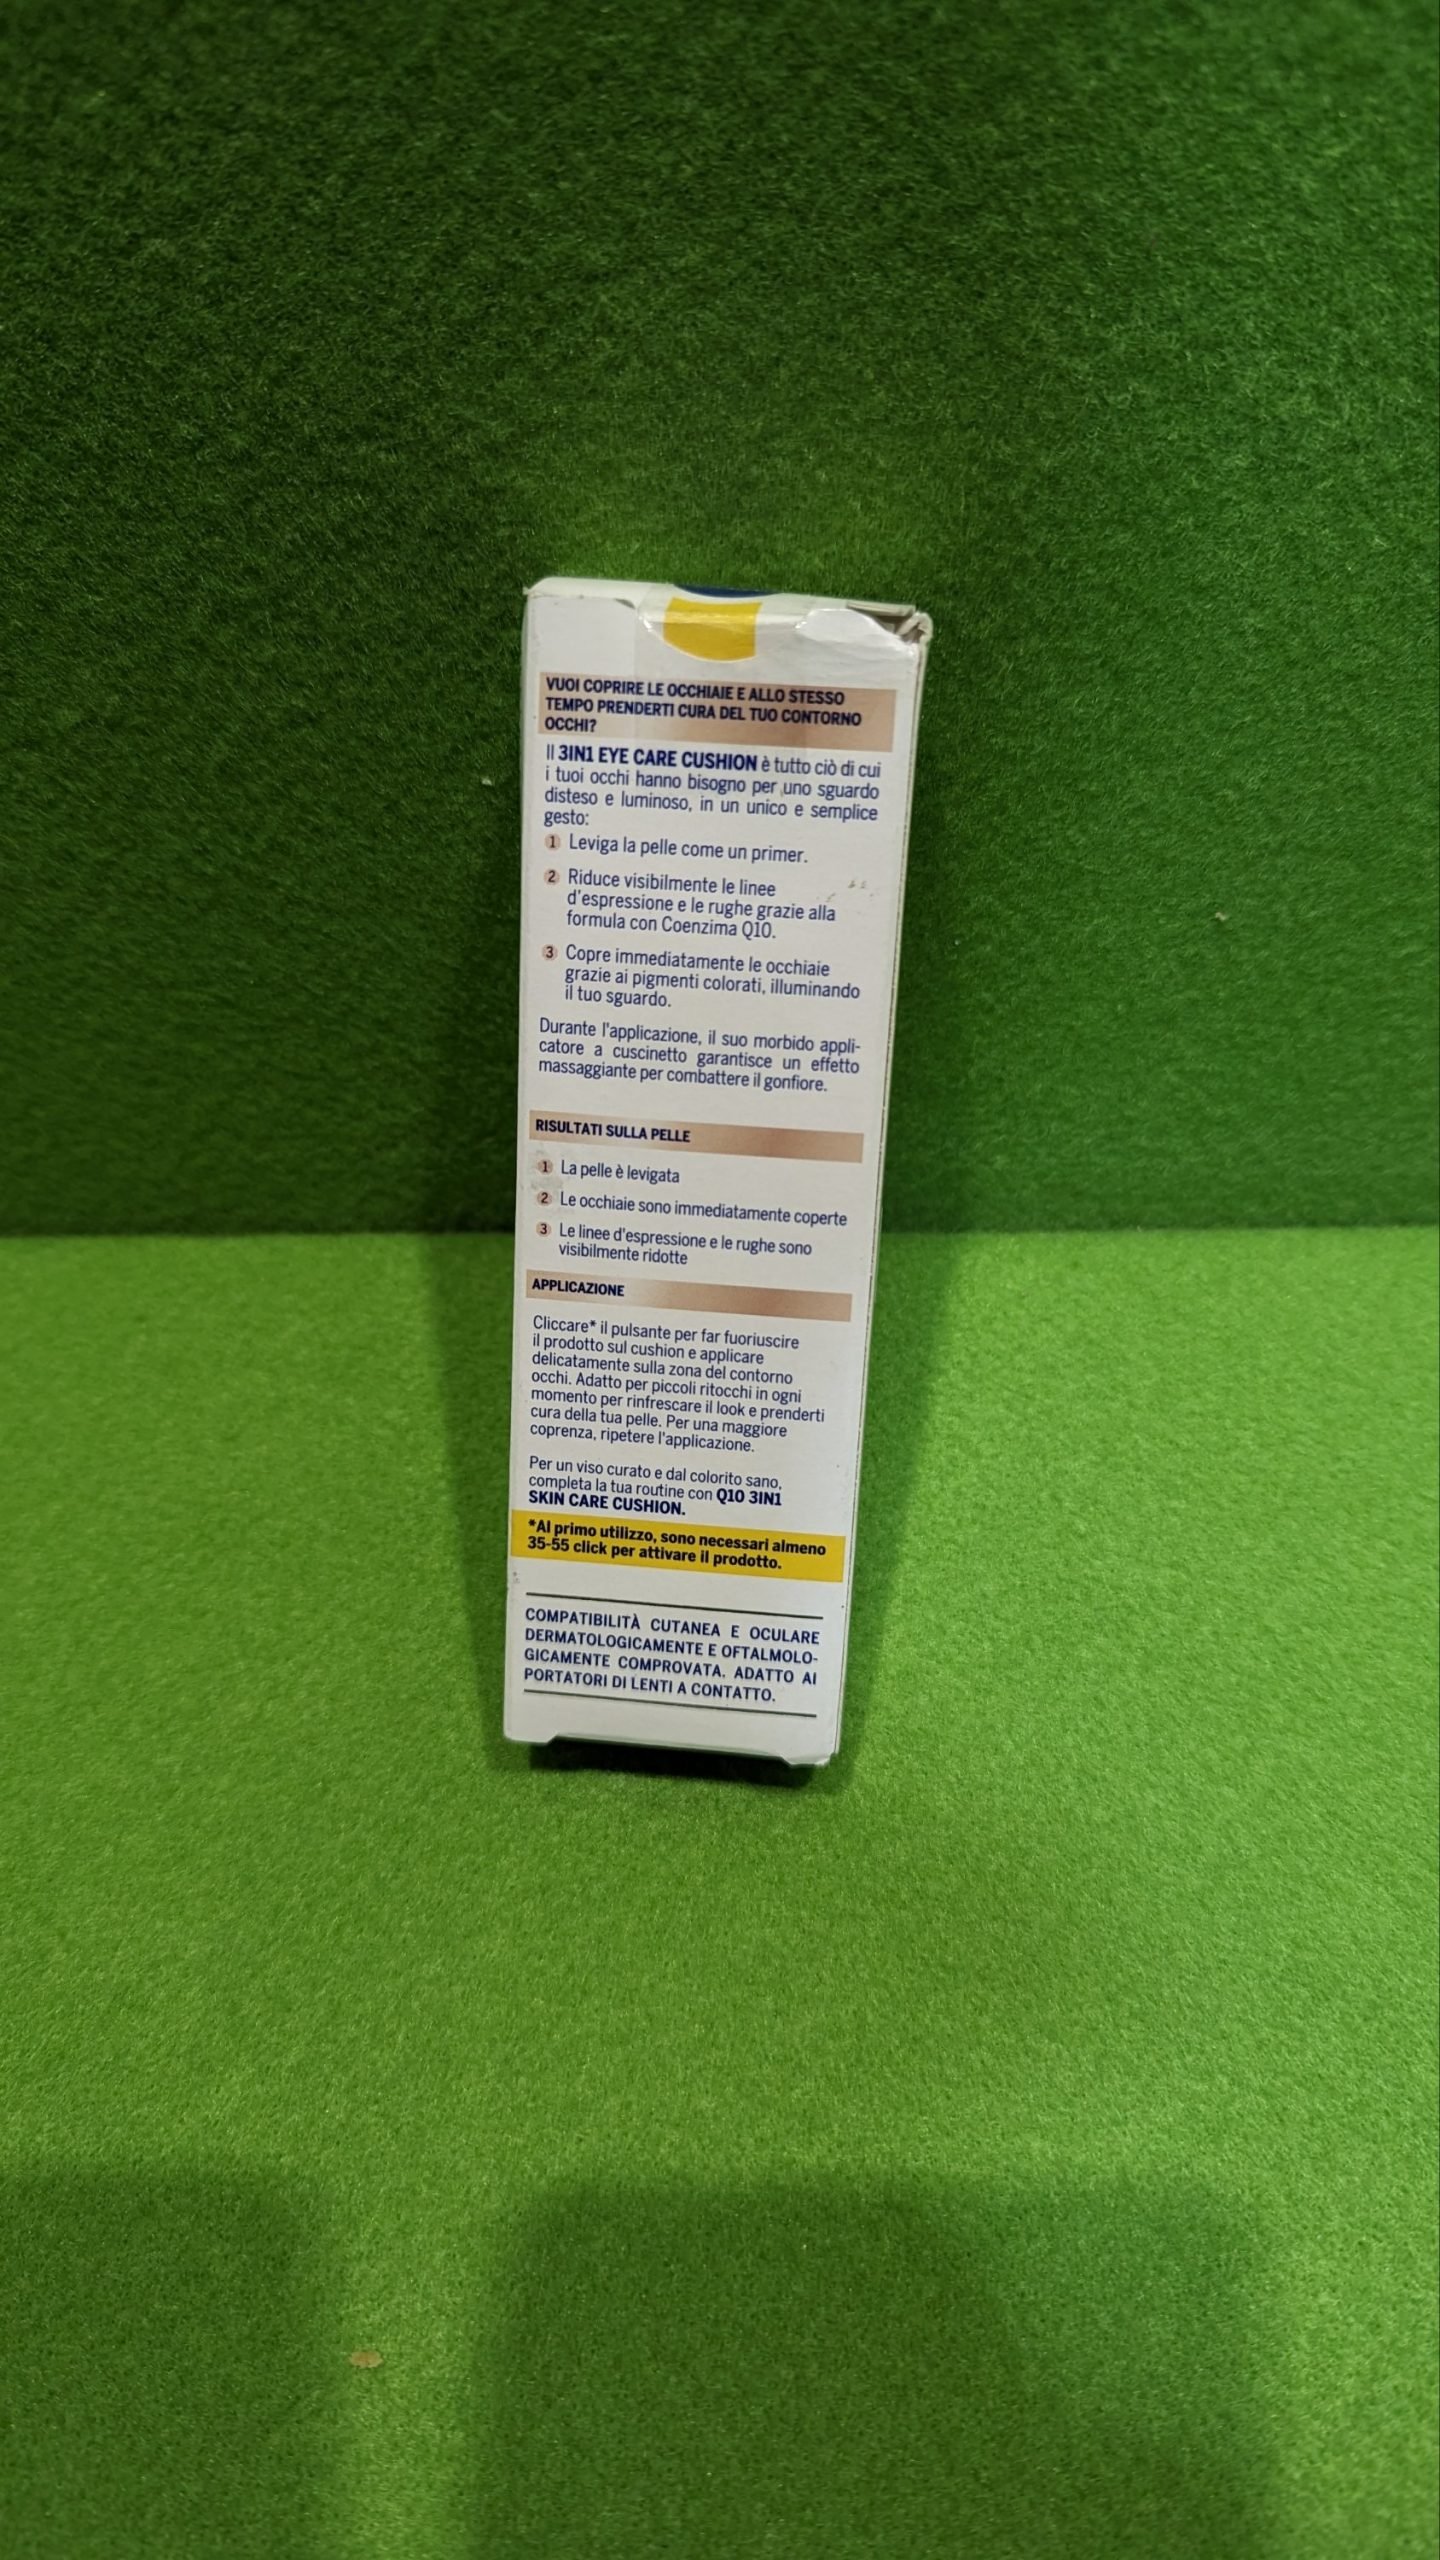 VUOI COPRIRE LE OCCHIAIE E ALLO STESSO
TEMPO PRENDERTI CURA DEL TUO CONTORNO
OCCHI?
Il 3IN1 EYE CARE CUSHION è tutto ciò di cui
i tuoi occhi hanno bisogno per uno sguardo
disteso e luminoso, in un unico e semplice
gesto:
1 Leviga la pelle come un primer.
2 Riduce visibilmente le linee
d'espressione e le rughe grazie alla
formula con Coenzima Q10.
3 Copre immediatamente le occhiaie
grazie ai pigmenti colorati, illuminando
il tuo sguardo.
Durante l'applicazione, il suo morbido appli-
catore a cuscinetto garantisce un effetto
massaggiante per combattere il gonfiore.
RISULTATI SULLA PELLE
1 La pelle è levigata
2 Le occhiaie sono immediatamente coperte
3 Le linee d'espressione e le rughe sono
visibilmente ridotte
APPLICAZIONE
Cliccare* il pulsante per far fuoriuscire
il prodotto sul cushion e applicare
delicatamente sulla zona del contorno
occhi. Adatto per piccoli ritocchi in ogni
momento per rinfrescare il look e prenderti
cura della tua pelle. Per una maggiore
coprenza, ripetere l'applicazione.
Per un viso curato e dal colorito sano,
completa la tua routine con Q10 3IN1
SKIN CARE CUSHION.
*Al primo utilizzo, sono necessari almeno
35-55 click per attivare il prodotto.
COMPATIBILITÀ CUTANEA E OCULARE
DERMATOLOGICAMENTE E OFTALMOLO-
GICAMENTE COMPROVATA. ADATTO AI
PORTATORI DI LENTI A CONTATTO.